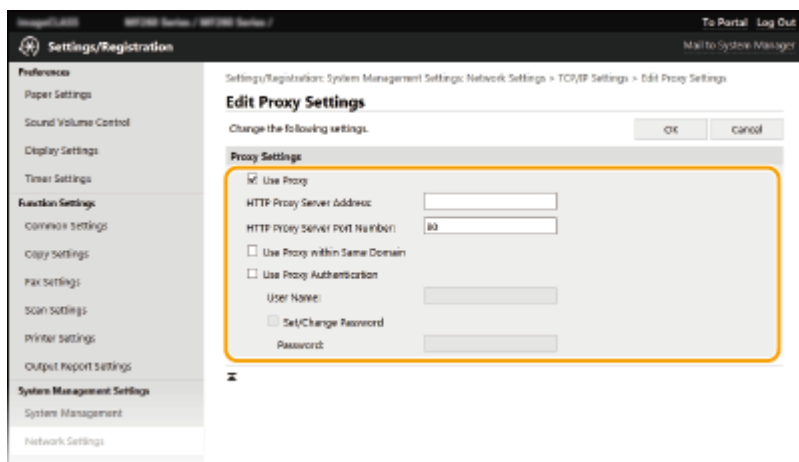 To Portal Log Out
Settings/Registration
Mail to System Manager
Preferences
Paper Settings
Sound Volume Control
Display Settings
Timer Settings
Function Settings
Common Settings
Copy Settings
Fax Settings
Scan Settings
Printer Settings
Output Report Settings
System Management Settings
System Management
Network Settings
Settings/Registration: System Management Settings: Network Settings > TCP/IP Settings > Edit Proxy Settings
Edit Proxy Settings
Change the following settings.
OK
Cancel
Proxy Settings
Use Proxy
HTTP Proxy Server Address:
HTTP Proxy Server Port Number: 80
Use Proxy within Same Domain
Use Proxy Authentication
User Name:
Set/Change Password
Password: